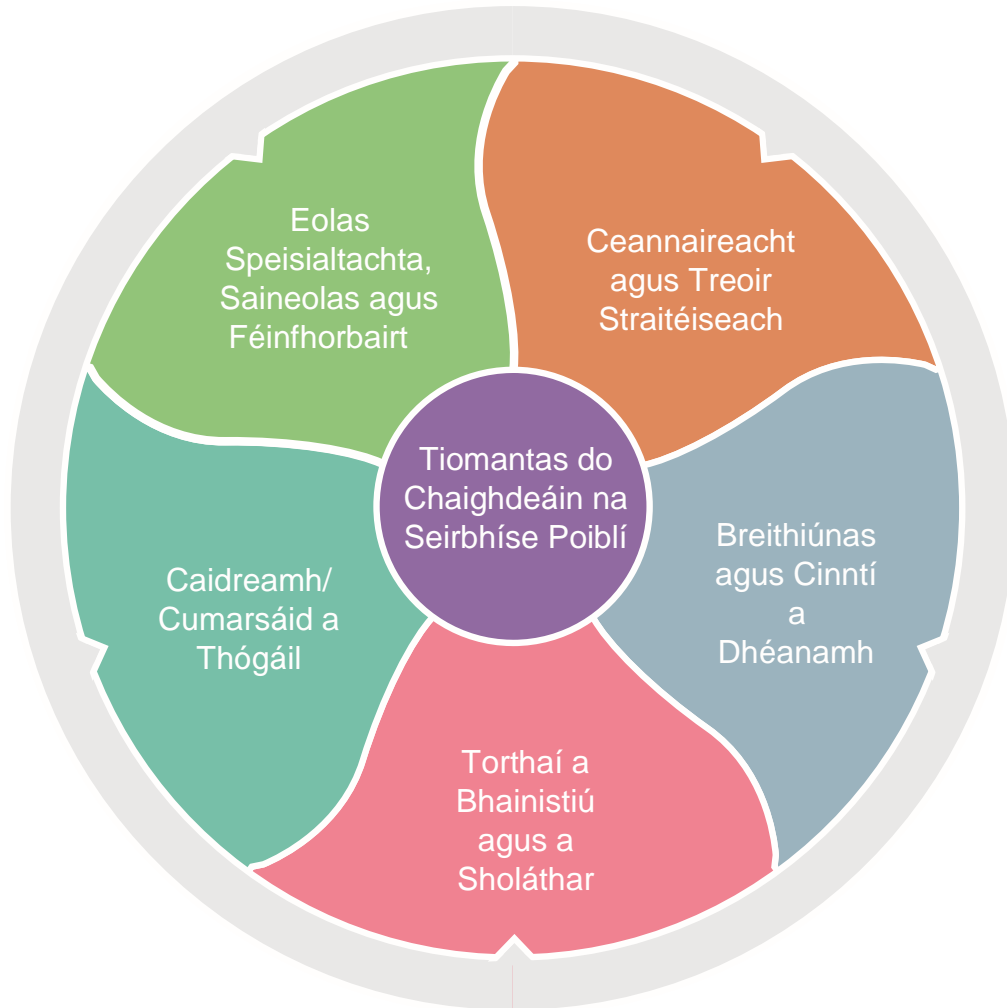 Eolas
Speisialtachta,
Saineolas agus
Féinfhorbairt
Ceannaireacht
agus Treoir
Straitéiseach
Tiomantas do
Chaighdeáin na
Seirbhíse Poiblí
Breithiúnas
agus Cinntí
a
Dhéanamh
Caidreamh/
Cumarsáid a
Thógáil
Torthaí a
Bhainistiú
agus a
Sholáthar